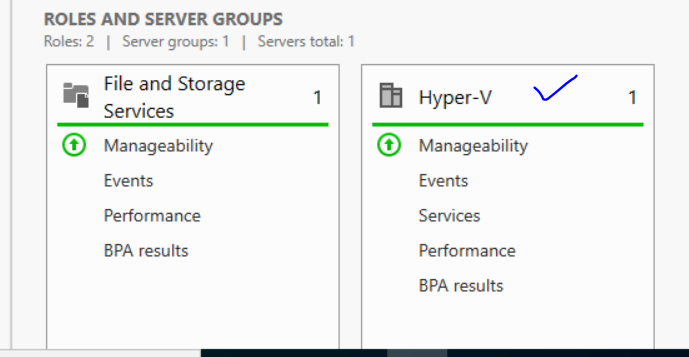 ROLES AND SERVER GROUPS
Roles: 2 | Server groups: 1 | Servers total: 1
File and Storage
Services
1
Manageability
Events
Performance
BPA results
Hyper-V
1
Manageability
Events
Services
Performance
BPA results